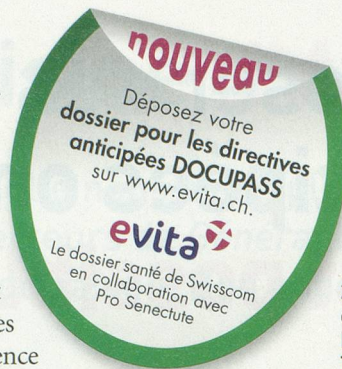 nouveau
Déposez votre
dossier pour les directives
anticipées DOCUPASS
sur www.evita.ch.
evita
Le dossier santé de Swisscom
en collaboration avec
Pro Senectute
es
ence